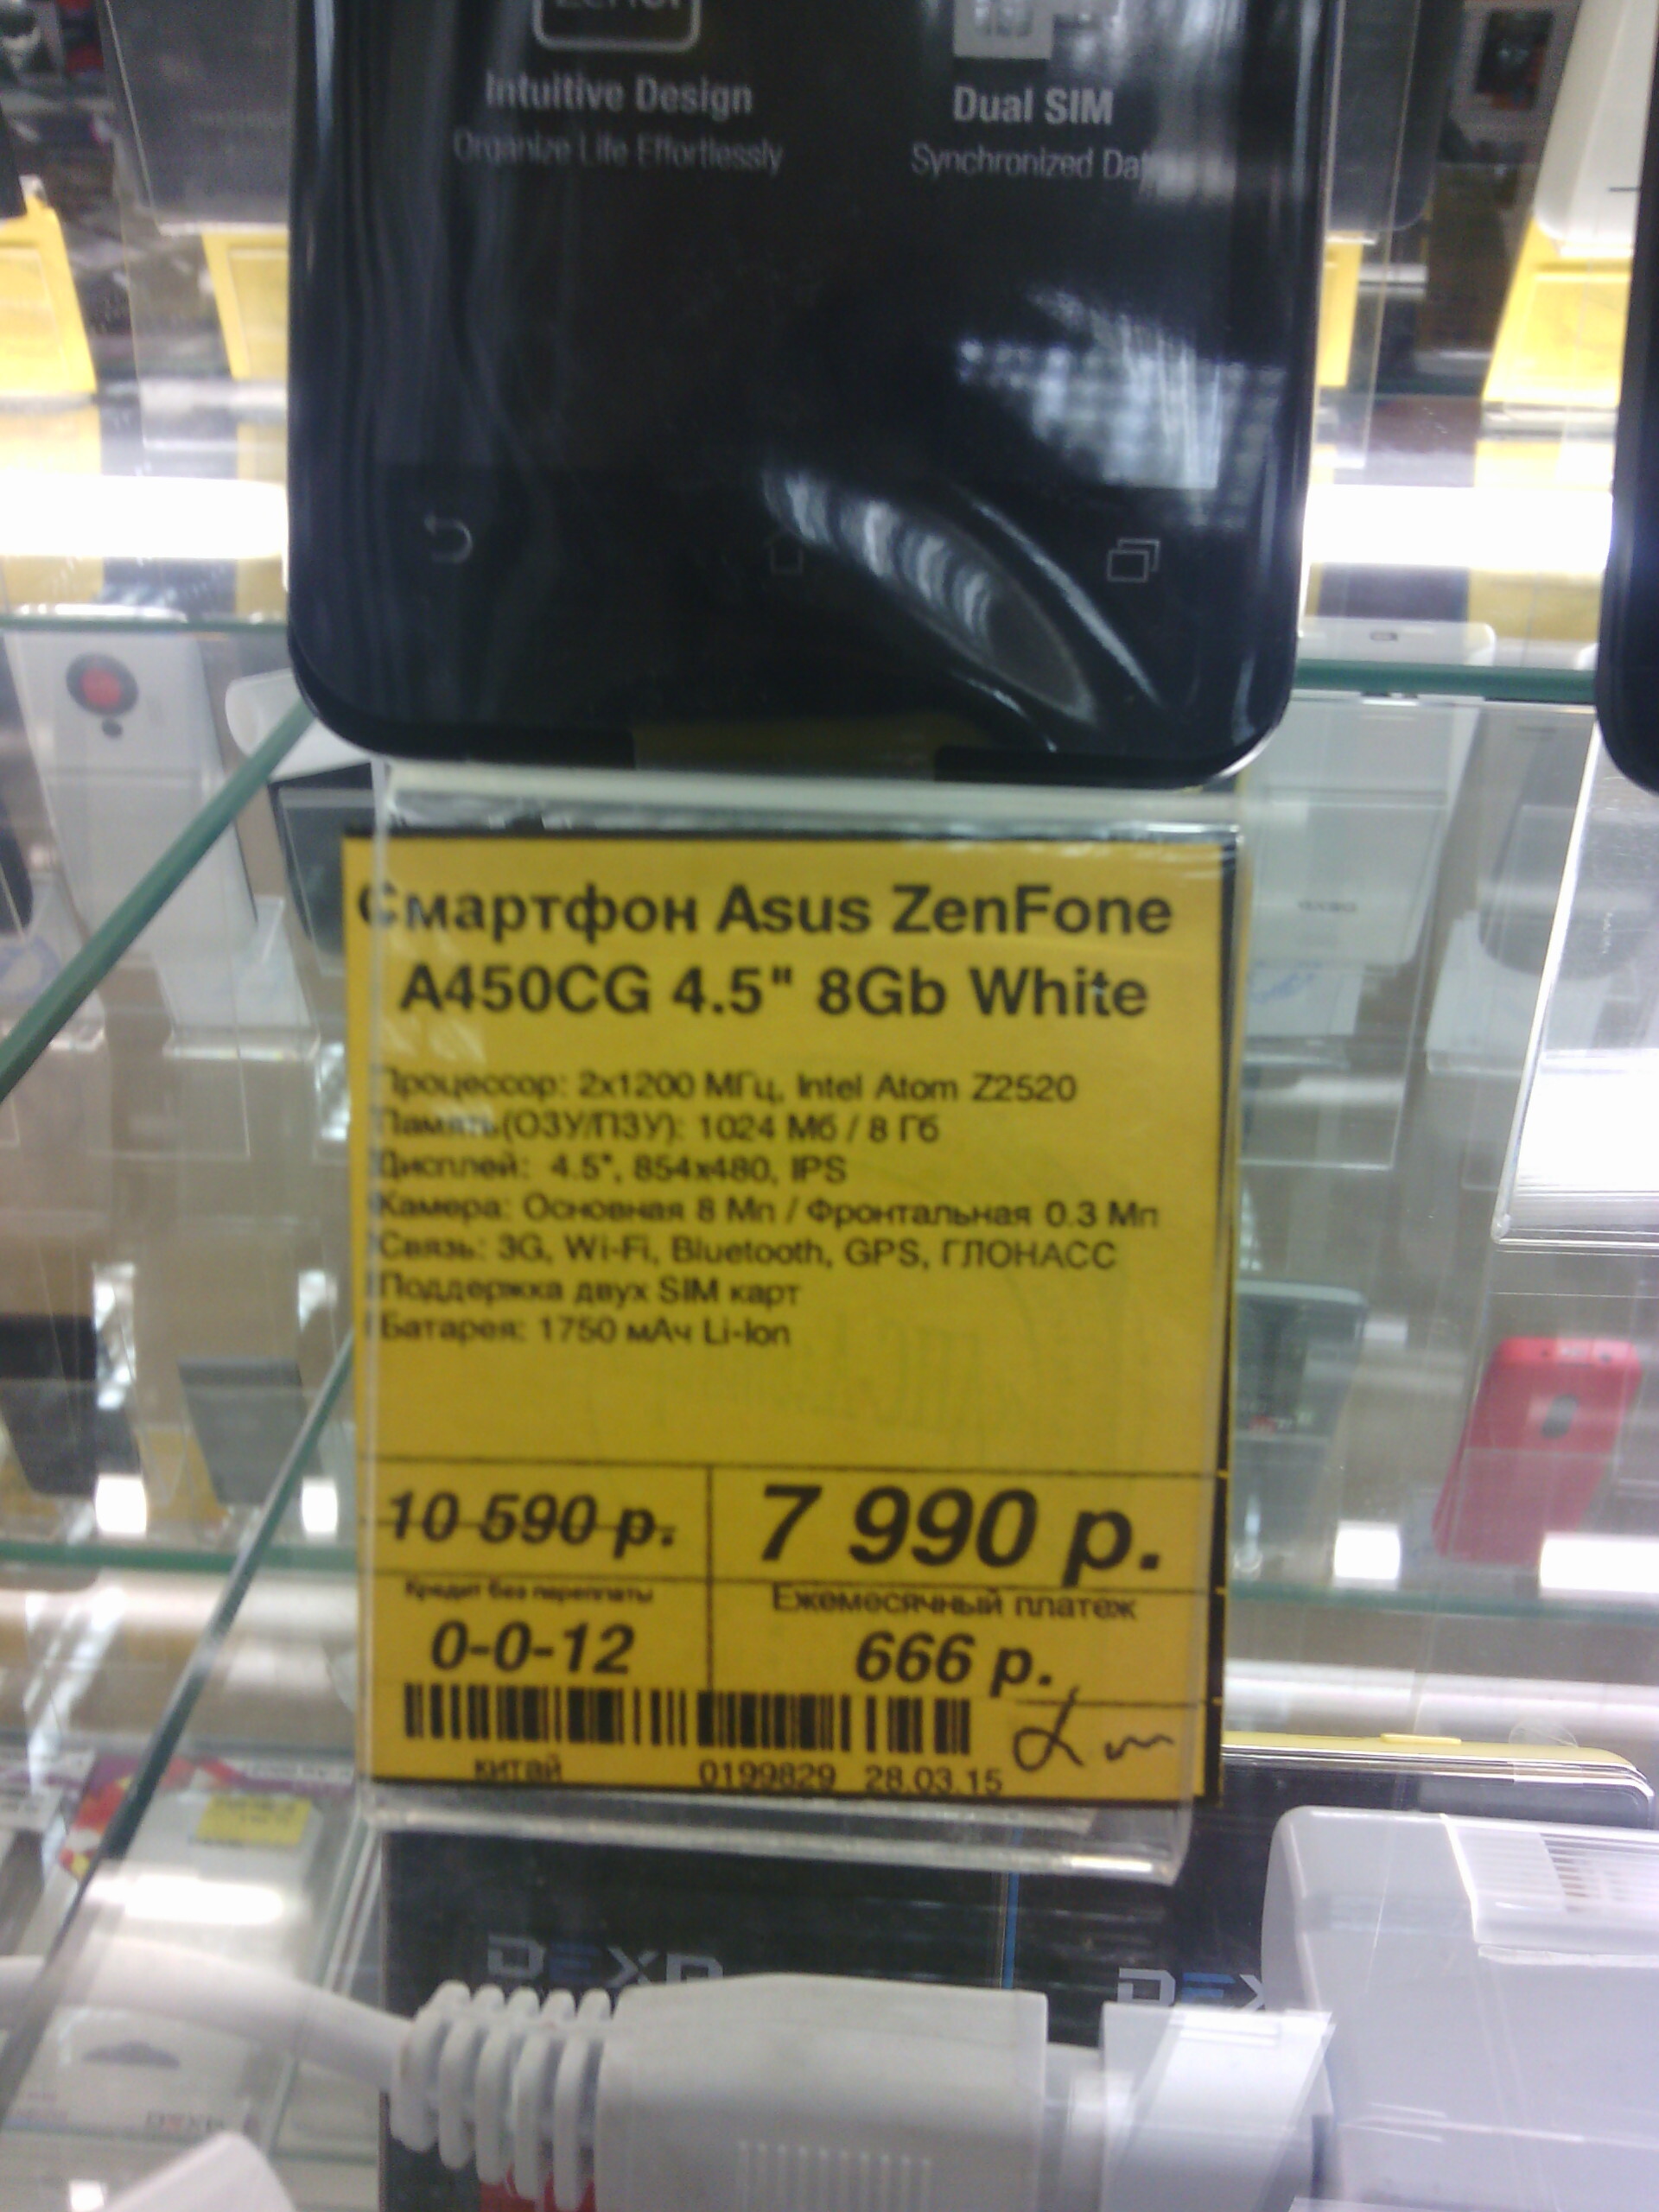 Intuitive Design
Organize Life Effortlessly
Dual SIM
Synchronized
Смартфон Asus ZenFone
A450CG 4.5" 8Gb White
Процессор: 2x1200 МГц, Intel Atom Z2520
Память(ОЗУ/ПЗУ): 1024 Мб / 8 Гб
Дисплей: 4.5", 854x480, IPS
Камера: Основная 8 Мп / Фронтальная 0.3 Мп
Связь: 3G, Wi-Fi, Bluetooth, GPS, ГЛОНАСС
Поддержка двух SIM карт
Батарея: 1750 мАч Li-Ion
10 590 р.
7 990 р.
Кредит без переплаты
0-0-12
Ежемесячный платеж
666 р.
китай
0199829 28.03.15
DEXP